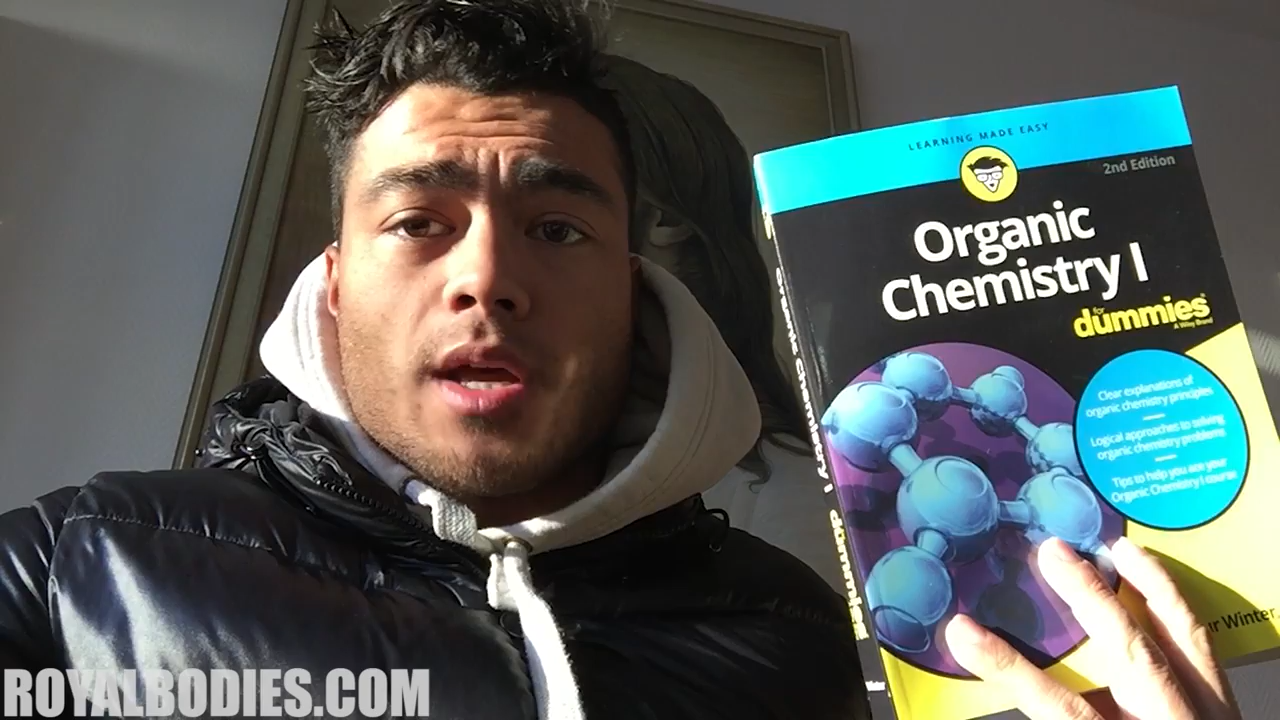 LEARNING MADE EASY
2nd Edition
Organic
Chemistry I
for
dummies
A Wiley Brand
Clear explanations of
organic chemistry principles
Logical approaches to solving
organic chemistry problems
Tips to help you ace your
Organic Chemistry I course
Winter
Organic Chemistry I
dummies
ROYALBODIES.COM